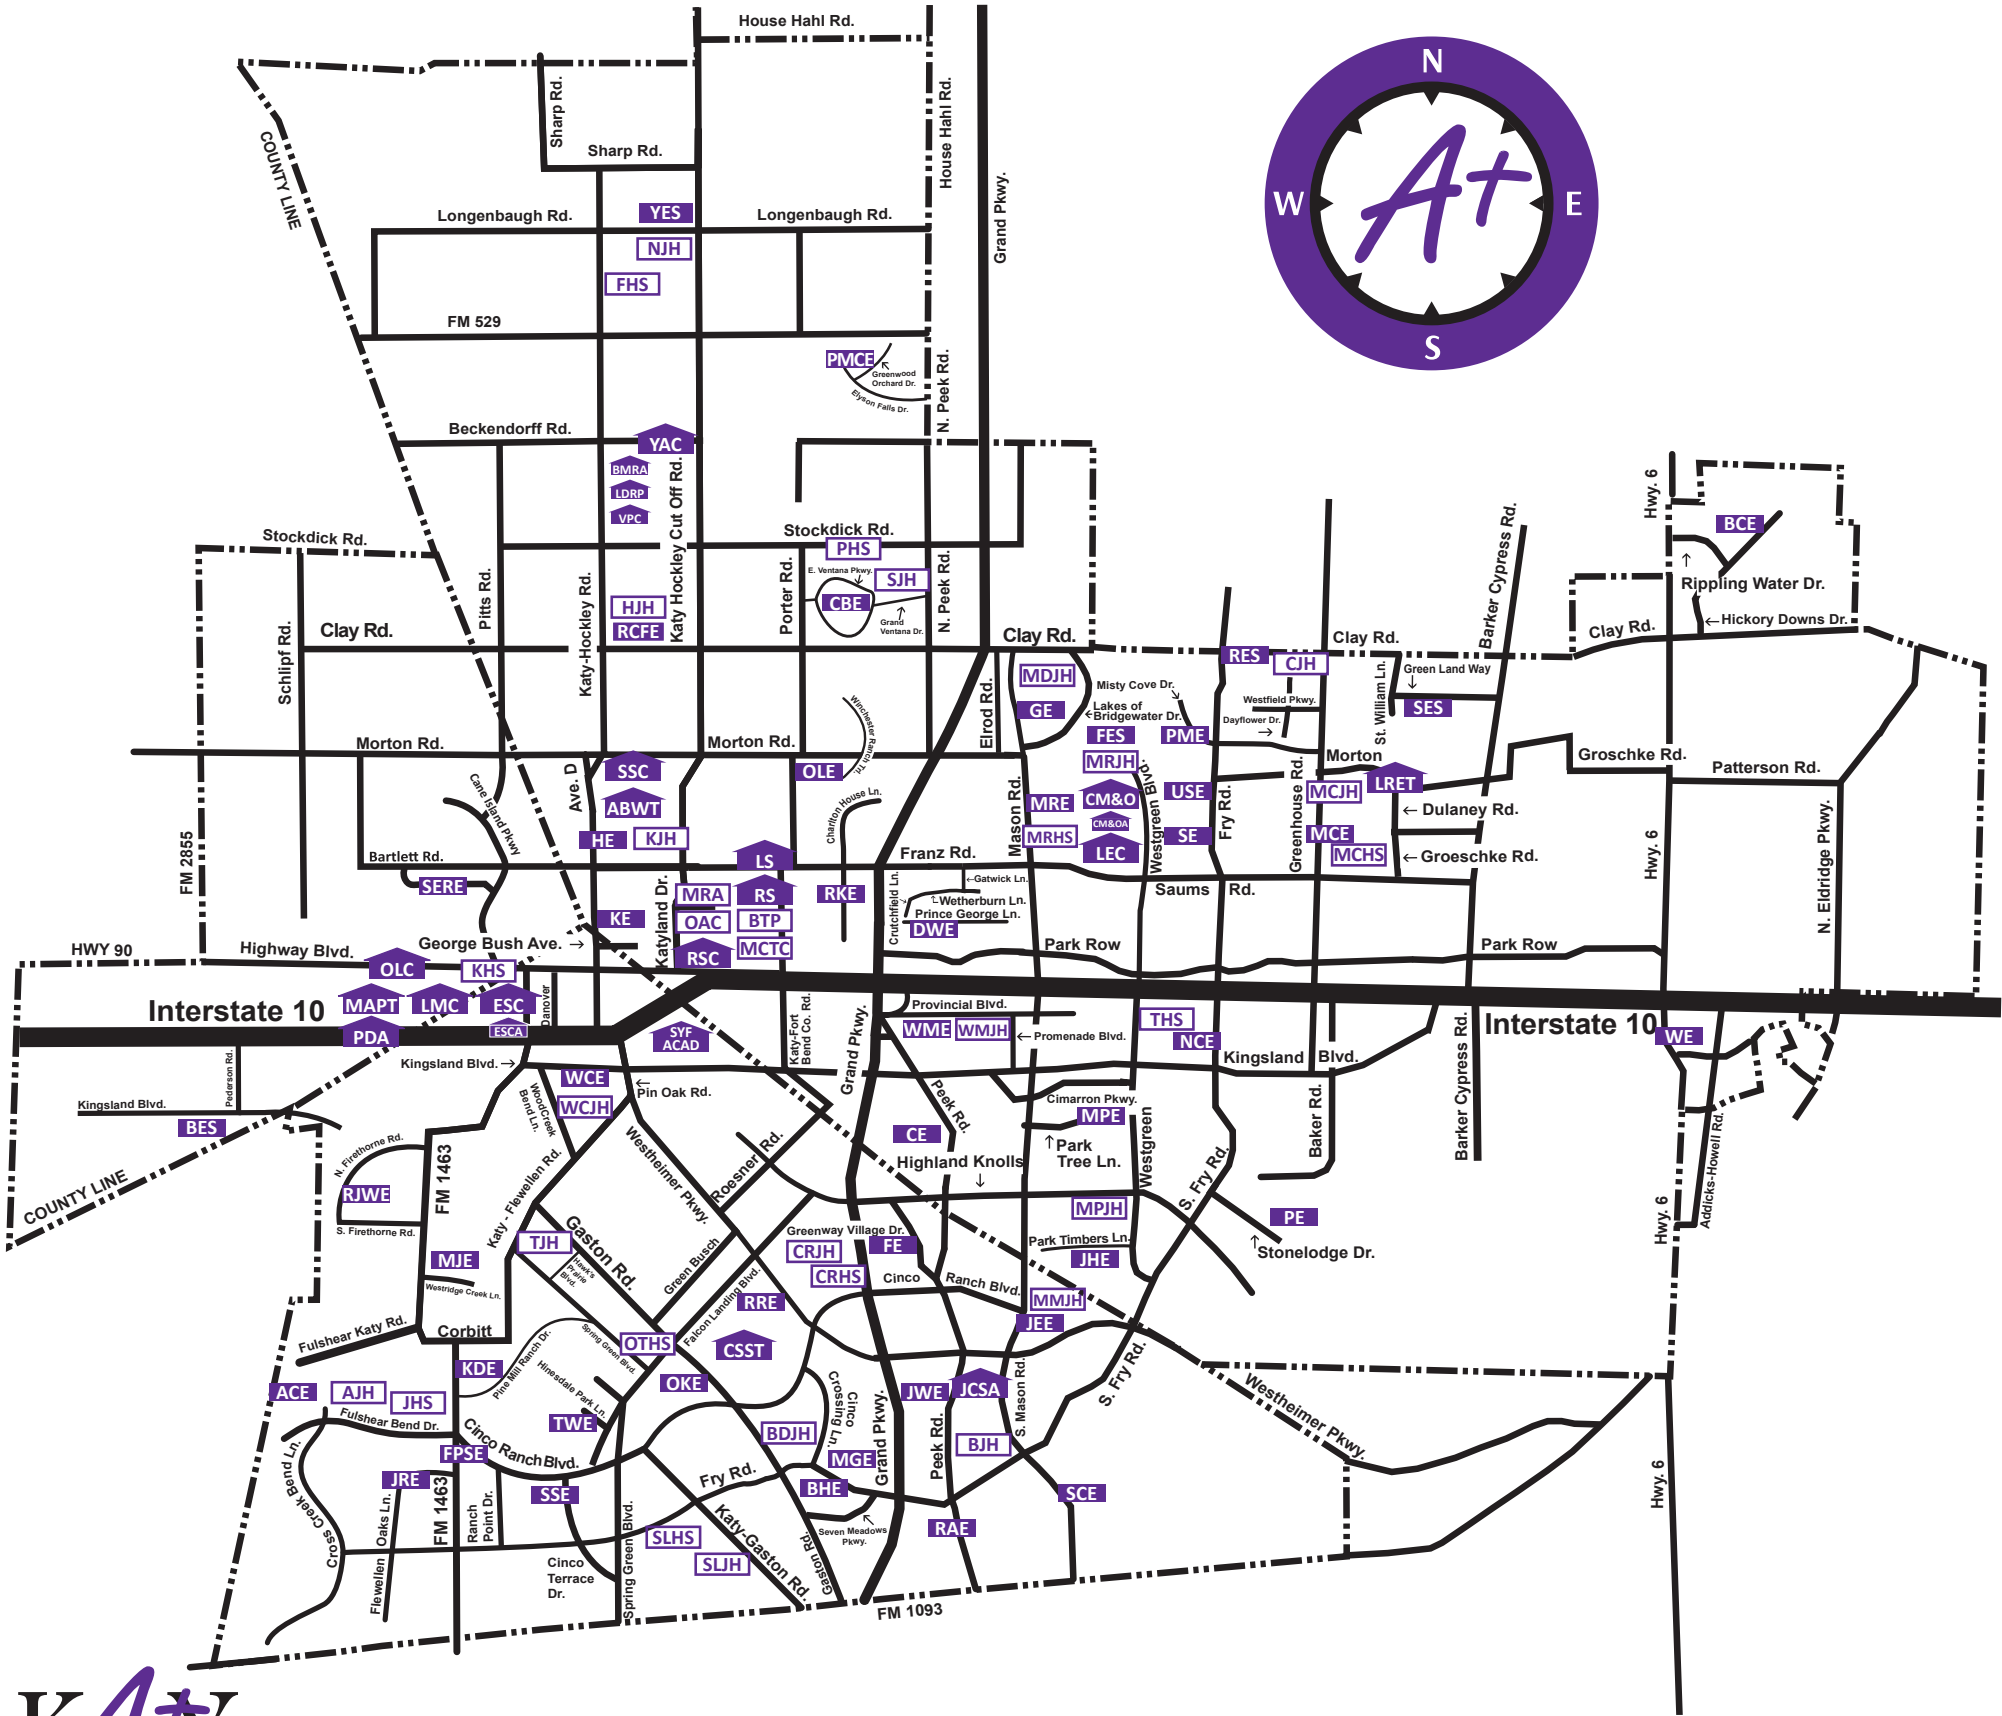 House Hahl Rd.
N
Sharp Rd.
House Hahl Rd.
COUNTY LINE
Sharp Rd.
Grand Pkwy.
A+
W
E
YES
Longenbaugh Rd.
Longenbaugh Rd.
NJH
FHS
FM 529
S
PMCE
Greenwood
Orchard Dr.
Elyson Falls Dr.
N. Peek Rd.
Beckendorff Rd.
YAC
BMRA
LDRP
VPC
Katy Hockley Cut Off Rd.
Hwy. 6
BCE
Stockdick Rd.
Stockdick Rd.
PHS
Barker Cypress Rd.
E. Ventana Pkwy.
SJH
CBE
Grand
Ventana Dr.
N. Peek Rd.
Rippling Water Dr.
Pitts Rd.
Katy-Hockley Rd.
HJH
RCFE
Porter Rd.
Hickory Downs Dr.
Clay Rd.
Clay Rd.
Clay Rd.
Clay Rd.
Schlipf Rd.
RES
CJH
Green Land Way
MDJH
Misty Cove Dr.
Westfield Pkwy.
St. William Ln.
SES
GE
Lakes of
Bridgewater Dr.
Dayflower Dr.
Elrod Rd.
Winchester Ranch Trl.
FES
PME
Morton Rd.
Morton Rd.
Morton
Groschke Rd.
Patterson Rd.
SSC
OLE
MRJH
Ave. D
Cane Island Pkwy
ABWT
Charlton House Ln.
Mason Rd.
MRE
CM&O
CM&OA
Westgreen Blvd.
USE
Fry Rd.
Greenhouse Rd.
MCJH
LRET
Dulaney Rd.
HE
KJH
MRHS
LEC
SE
MCE
MCHS
Groeschke Rd.
Hwy. 6
N. Eldridge Pkwy.
FM 2855
Bartlett Rd.
LS
Franz Rd.
SERE
MRA
RS
RKE
Gatwick Ln.
Saums Rd.
Wetherburn Ln.
Crutchfield Ln.
Prince George Ln.
KE
Katyland Dr.
OAC
BTP
DWE
HWY 90
Highway Blvd.
George Bush Ave.
MCTC
Park Row
Park Row
OLC
KHS
RSC
MAPT
LMC
ESC
Danover
Interstate 10
ESCA
PDA
SYF
ACAD
Katy-Fort
Bend Co. Rd.
Grand Pkwy.
Provincial Blvd.
WME
WMJH
Promenade Blvd.
THS
NCE
Interstate 10
WE
Pederson Rd.
Kingsland Blvd.
Kingsland Blvd.
WCE
Pin Oak Rd.
WoodCreek
Bend Ln.
WCJH
Peek Rd.
Cimarron Pkwy.
MPE
Baker Rd.
Barker Cypress Rd.
Kingsland Blvd.
BES
Addicks-Howell Rd.
COUNTY LINE
N. Firethorne Rd.
RJWE
S. Firethorne Rd.
FM 1463
Katy - Flewellen Rd.
Westheimer Pkwy.
Roesner Rd.
CE
Highland Knolls
Park
Tree Ln.
Westgreen
S. Fry Rd.
MPJH
PE
Stonelodge Dr.
Hwy. 6
TJH
Gaston Rd.
Hawk's
Prairie
Blvd.
Green Busch
Greenway Village Dr.
CRJH
FE
Park Timbers Ln.
JHE
MJE
Westridge Creek Ln.
CRHS
Cinco
Ranch Blvd.
RRE
Falcon Landing Blvd.
MMJH
JEE
Fulshear Katy Rd.
Corbitt
Pine Mill Ranch Dr.
Spring Green Blvd.
OTHS
CSST
KDE
Hinesdale Park Ln.
OKE
ACE
AJH
JHS
JWE
JCSA
S. Fry Rd.
Westheimer Pkwy.
Fulshear Bend Dr.
TWE
Cinco
Crossing Ln.
Grand Pkwy.
Peek Rd.
S. Mason Rd.
BDJH
BJH
Cinco Ranch Blvd.
FPSE
MGE
JRE
SSE
Fry Rd.
BHE
SCE
Hwy. 6
Cross Creek Bend Ln.
Flewellen Oaks Ln.
FM 1463
Ranch
Point Dr.
Spring Green Blvd.
Katy-Gaston Rd.
Seven Meadows
Pkwy.
RAE
SLHS
SLJH
Cinco
Terrace
Dr.
Gaston Rd.
FM 1093